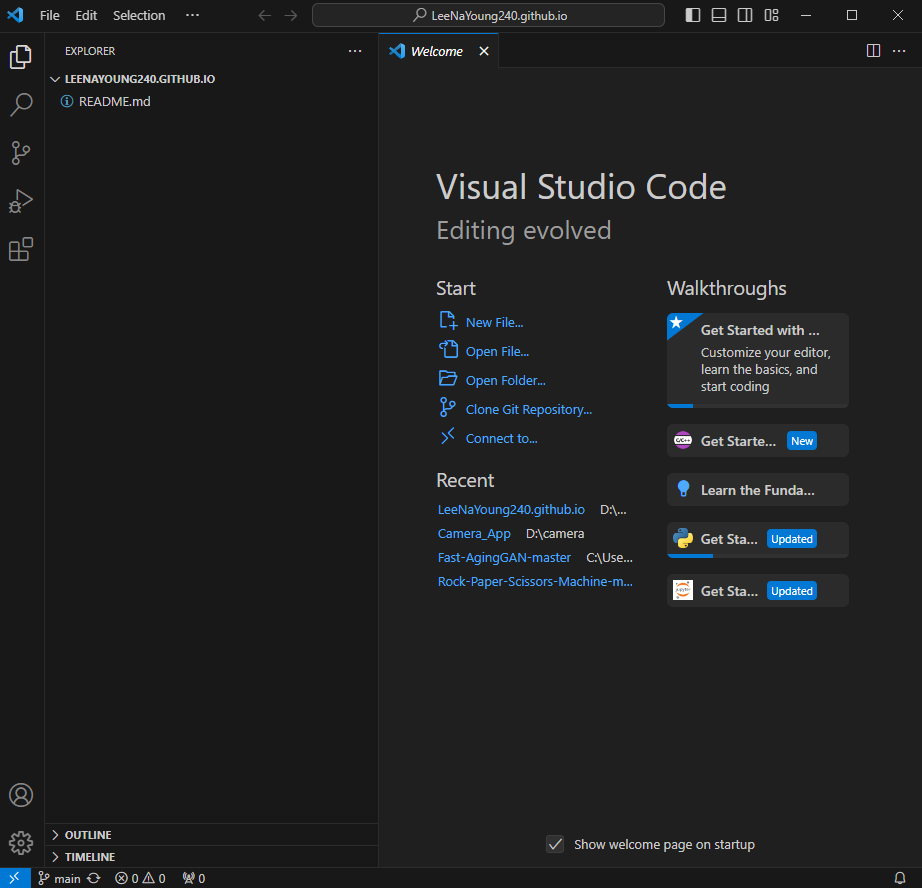 File Edit Selection ...
LeeNaYoung240.github.io
EXPLORER
Welcome
LEENAYOUNG240.GITHUB.IO
README.md
Visual Studio Code
Editing evolved
Start
New File...
Open File...
Open Folder...
Clone Git Repository...
Connect to...
Recent
LeeNaYoung240.github.io D:\...
Camera_App D:\camera
Fast-AgingGAN-master C:\Use...
Rock-Paper-Scissors-Machine-m...
Walkthroughs
Get Started with ...
Customize your editor,
learn the basics, and
start coding
C/C++ Get Starte... New
Learn the Funda...
Get Sta... Updated
jupyter Get Sta... Updated
Show welcome page on startup
OUTLINE
TIMELINE
main 0 0 0